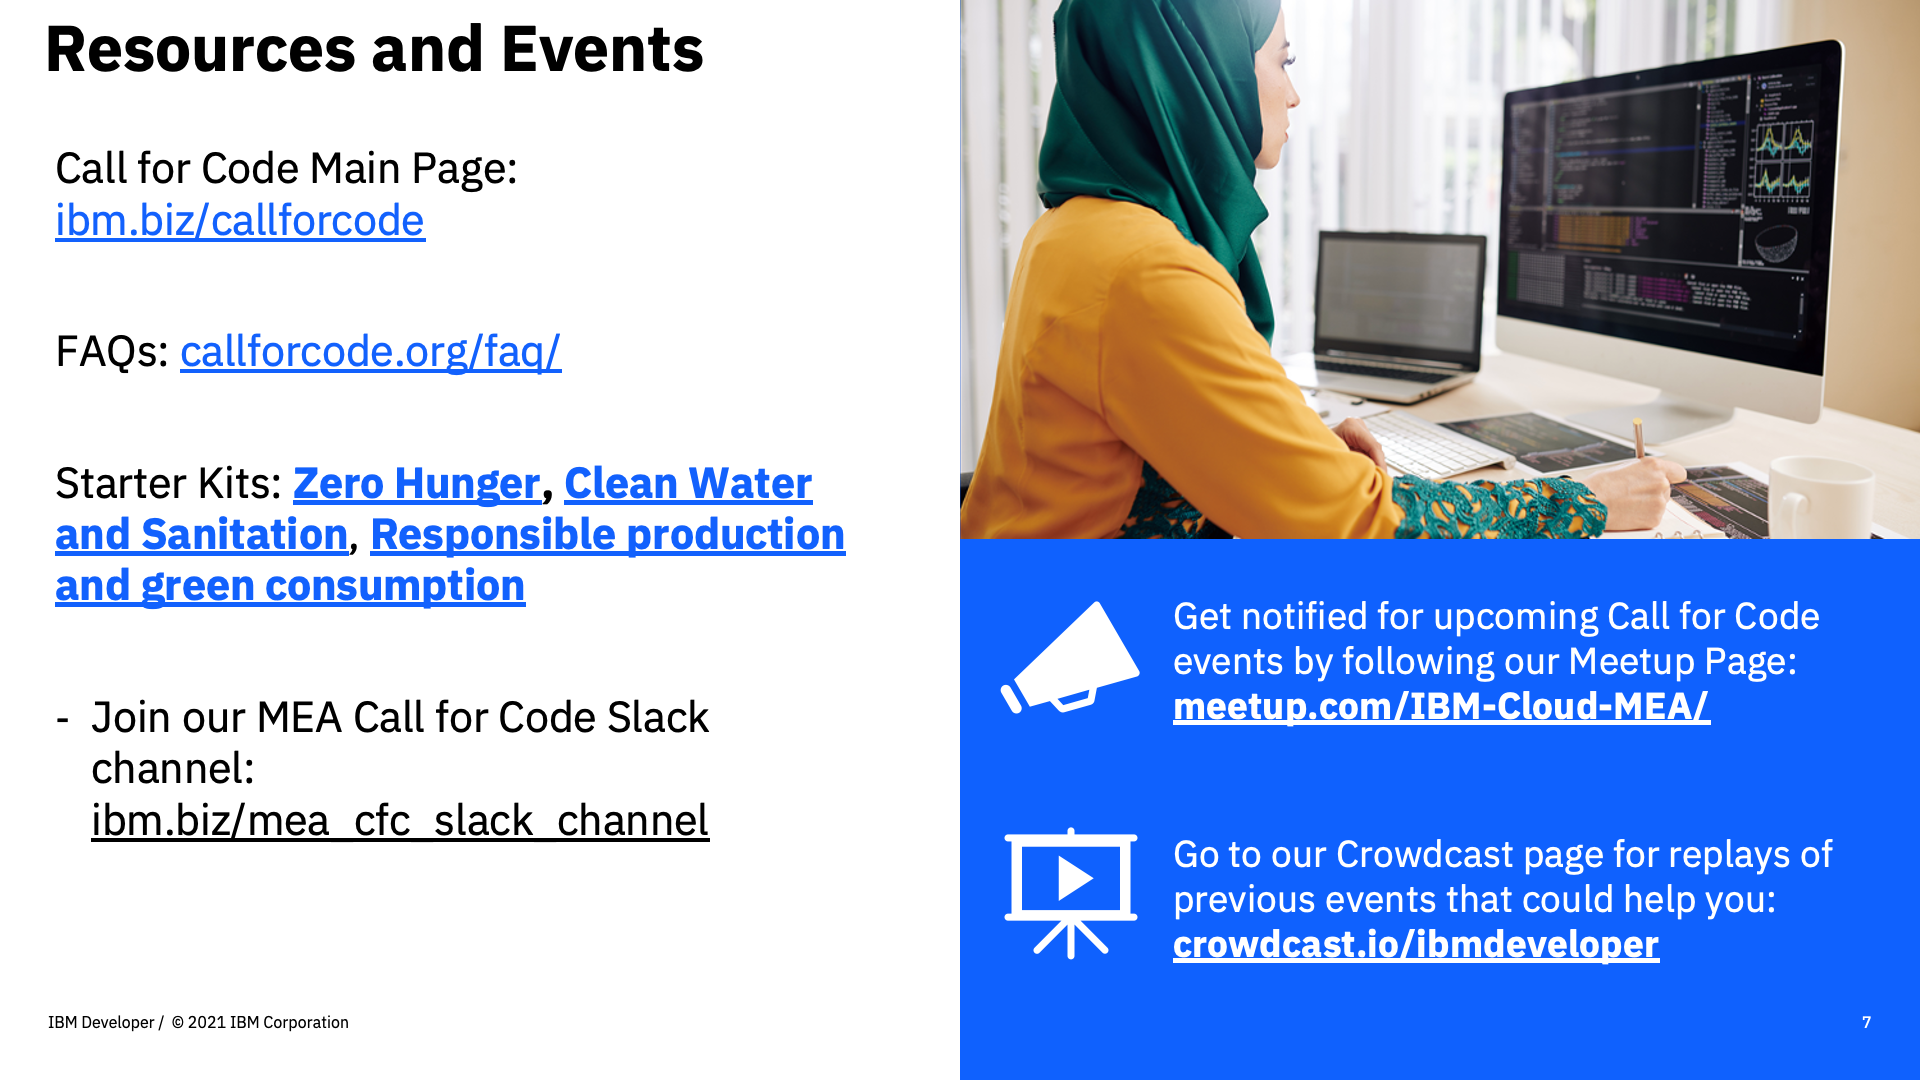 Resources and Events
Call for Code Main Page:
ibm.biz/callforcode
FAQs: callforcode.org/faq/
Starter Kits: Zero Hunger, Clean Water
and Sanitation, Responsible production
and green consumption
- Join our MEA Call for Code Slack
channel:
ibm.biz/mea_cfc_slack_channel
Get notified for upcoming Call for Code
events by following our Meetup Page:
meetup.com/IBM-Cloud-MEA/
Go to our Crowdcast page for replays of
previous events that could help you:
crowdcast.io/ibmdeveloper
IBM Developer / © 2021 IBM Corporation
7